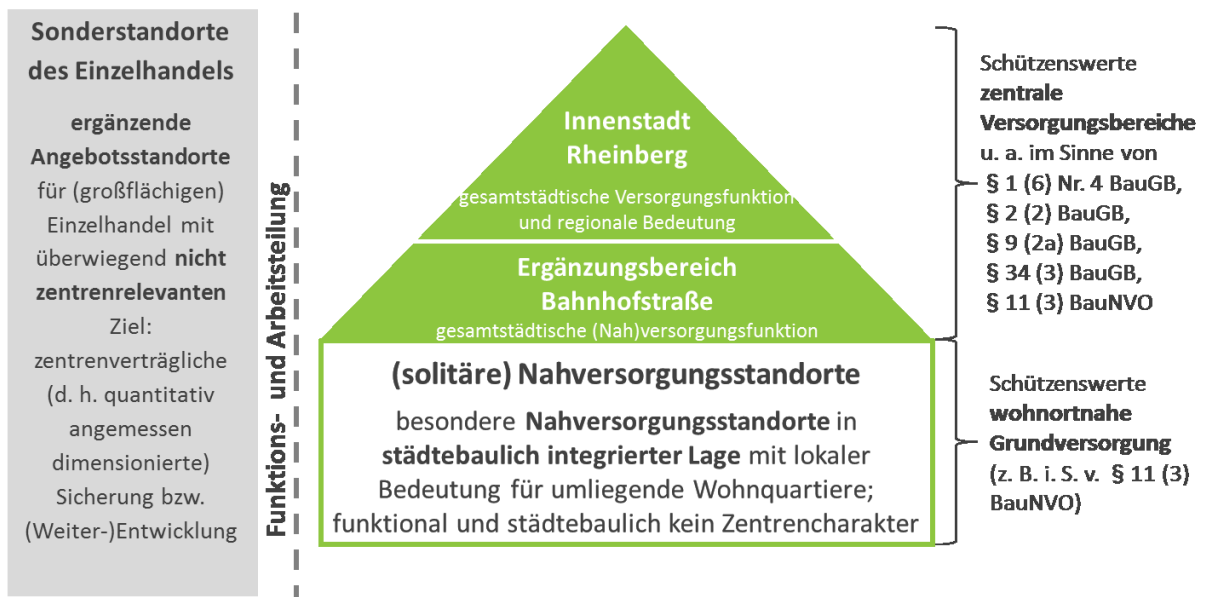 Sonderstandorte
des Einzelhandels
ergänzende
Angebotsstandorte
für (großflächigen)
Einzelhandel mit
überwiegend nicht
zentrenrelevanten
Ziel:
zentrenverträgliche
(d. h. quantitativ
angemessen
dimensionierte)
Sicherung bzw.
(Weiter-)Entwicklung
Funktions- und Arbeitsteilung
Innenstadt
Rheinberg
gesamtstädtische Versorgungsfunktion
und regionale Bedeutung
Ergänzungsbereich
Bahnhofstraße
gesamtstädtische (Nah)versorgungsfunktion
(solitäre) Nahversorgungsstandorte
besondere Nahversorgungsstandorte in
städtebaulich integrierter Lage mit lokaler
Bedeutung für umliegende Wohnquartiere;
funktional und städtebaulich kein Zentrencharakter
Schützenswerte
zentrale
Versorgungsbereiche
u. a. im Sinne von
§ 1 (6) Nr. 4 BauGB,
§ 2 (2) BauGB,
§ 9 (2a) BauGB,
§ 34 (3) BauGB,
§ 11 (3) BauNVO
Schützenswerte
wohnortnahe
Grundversorgung
(z. B. i. S. v. § 11 (3)
BauNVO)